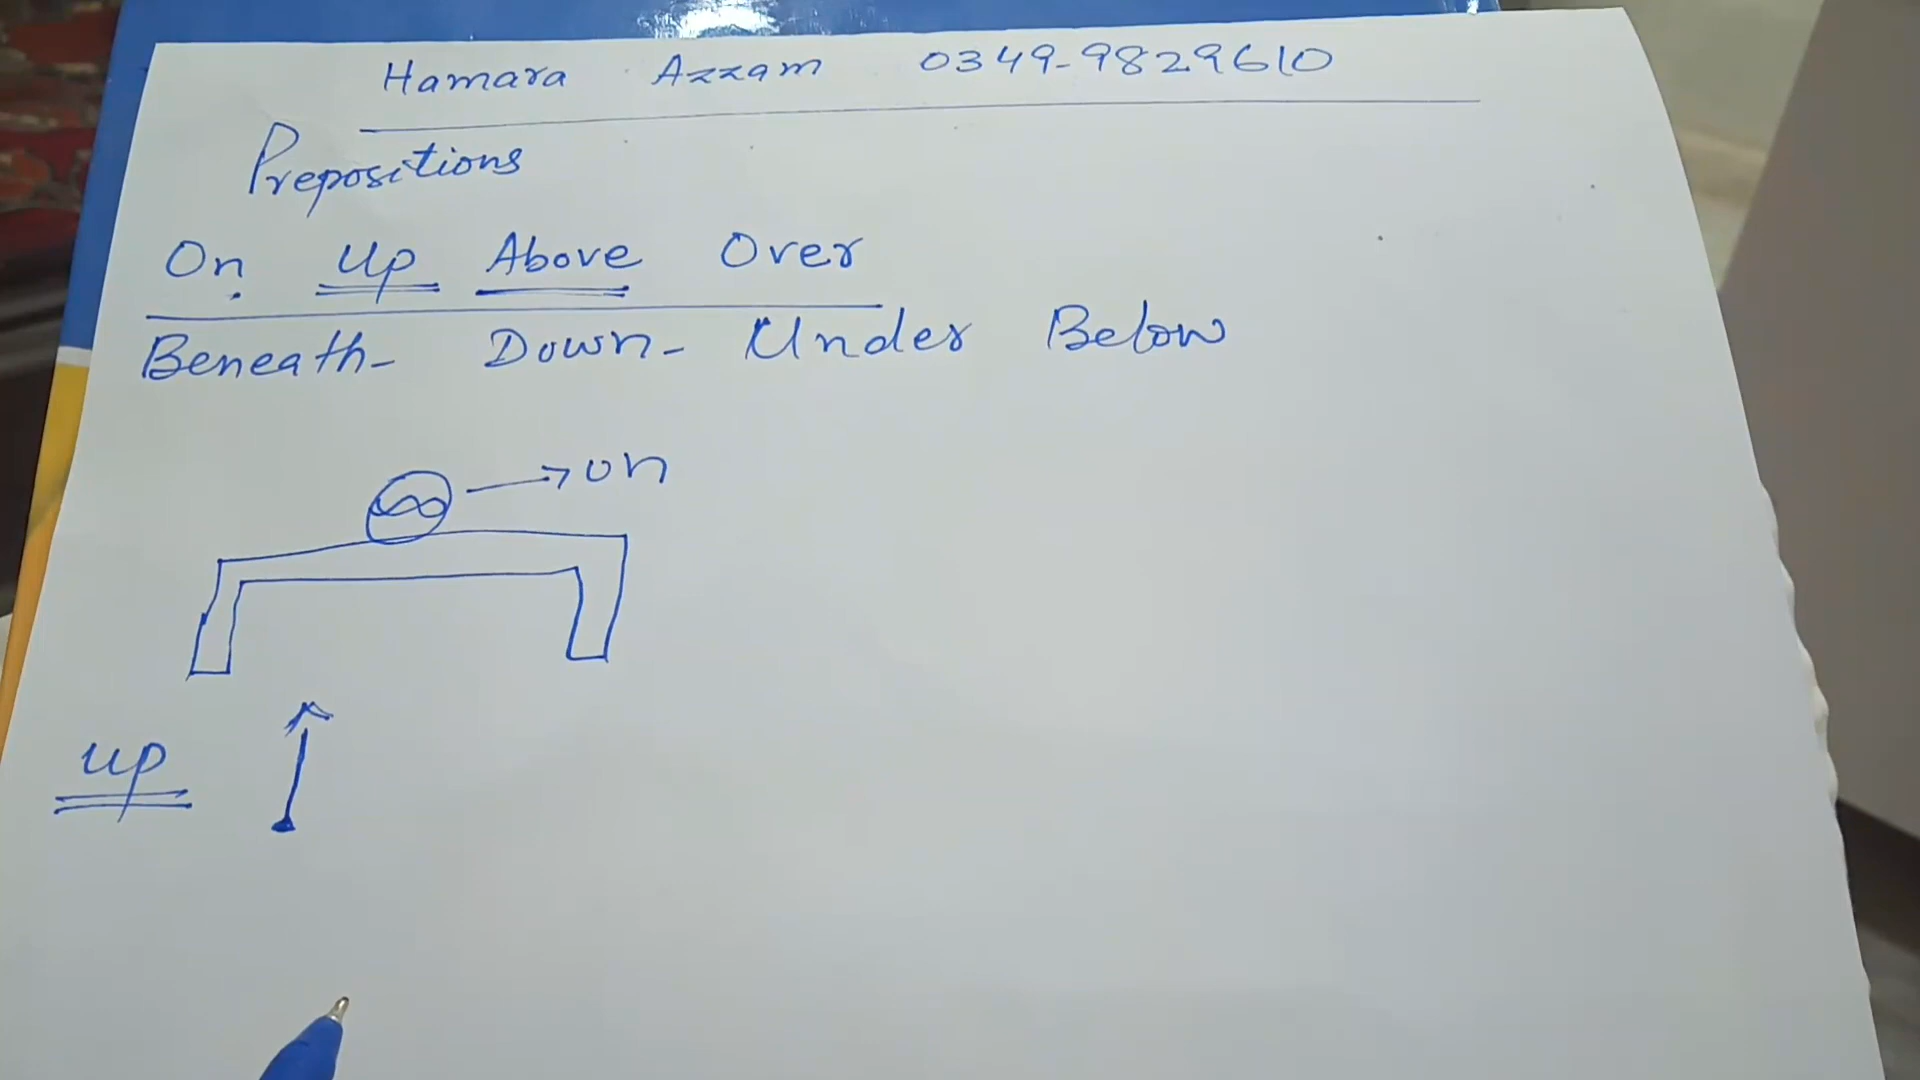 Hamara Azzam 0349-9829610
Prepositions
On Up Above Over
Beneath- Down- Under Below
on
up